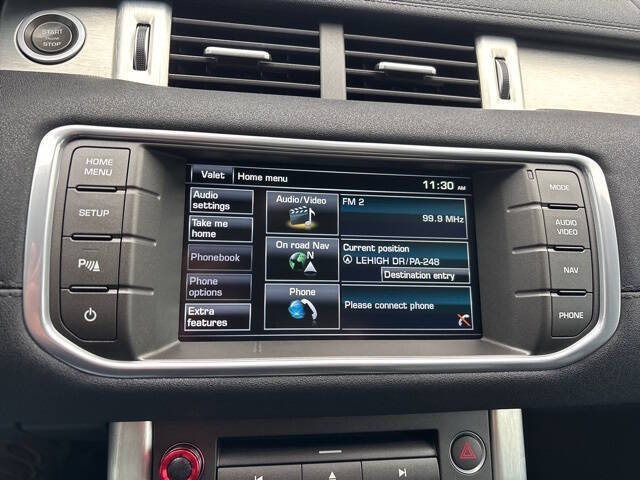 START
STOP
HOME
MENU
SETUP
P
Valet
Home menu
11:30 AM
Audio
settings
Take me
home
Phonebook
Phone
options
Extra
features
Audio/Video
FM 2
99.9 MHz
On road Nav
N
Current position
LEHIGH DR/PA-248
Destination entry
Phone
Please connect phone
MODE
AUDIO
VIDEO
NAV
PHONE